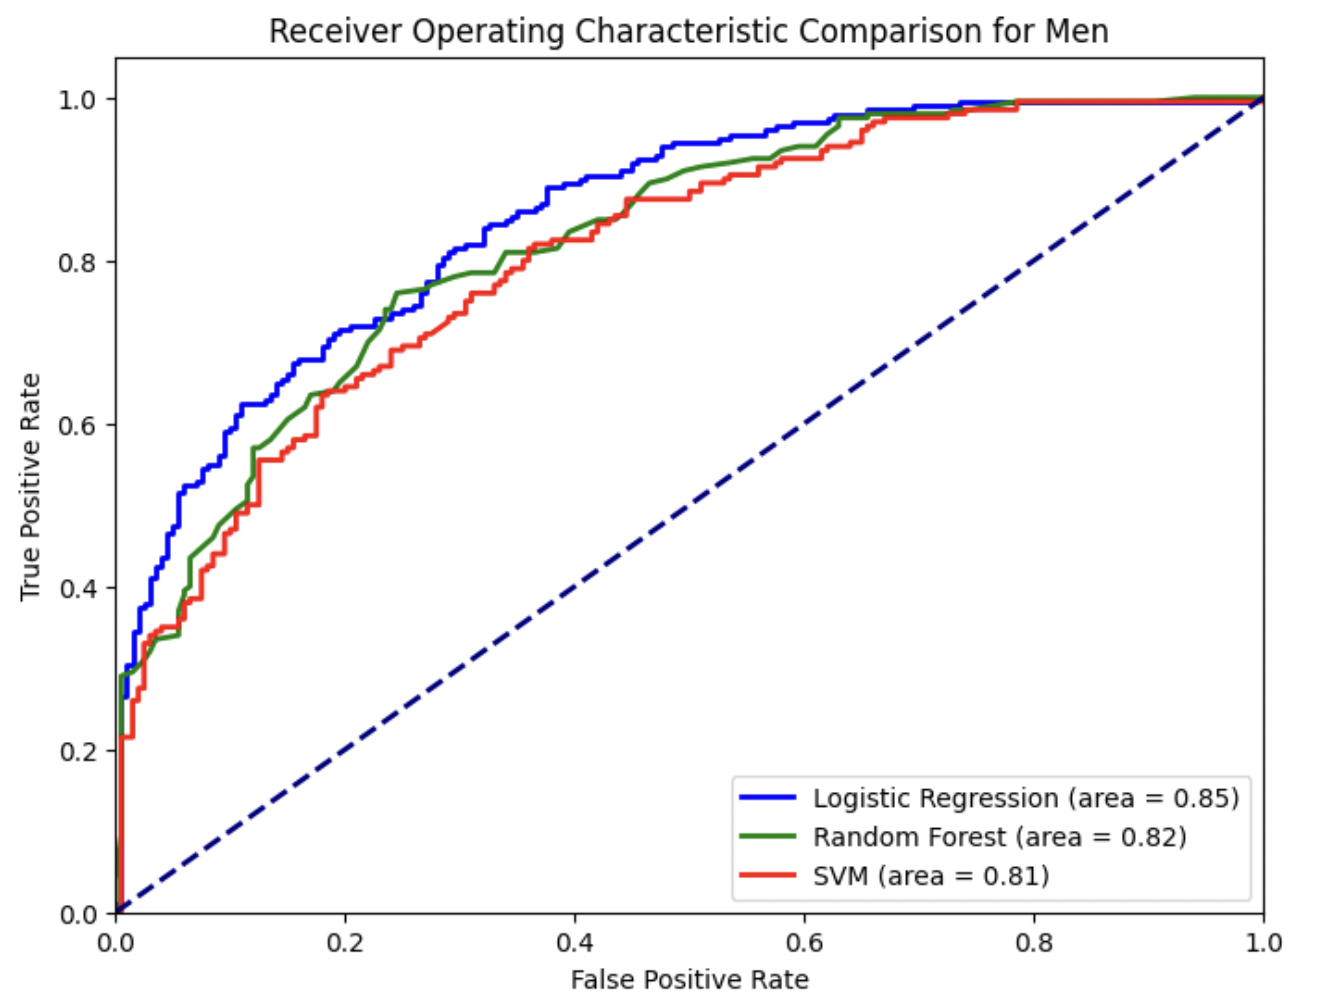 Receiver Operating Characteristic Comparison for Men
1.0
0.8
0.6
0.4
0.2
0.0
True Positive Rate
Logistic Regression (area = 0.85)
Random Forest (area = 0.82)
SVM (area = 0.81)
0.0 0.2 0.4 0.6 0.8 1.0
False Positive Rate